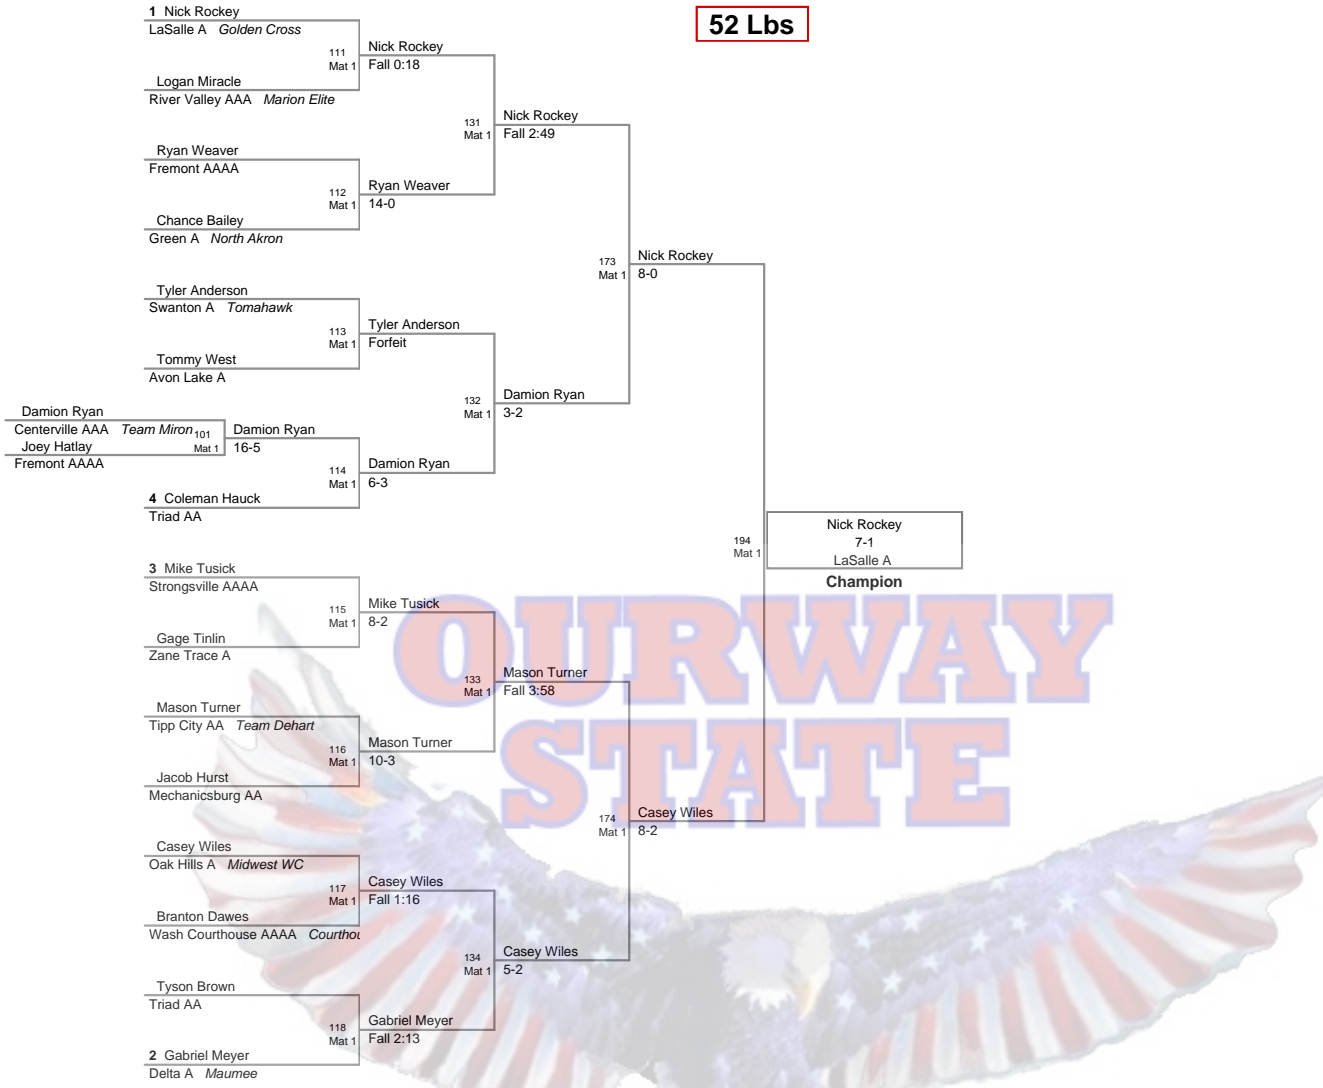 52 Lbs
1 Nick Rockey
LaSalle A Golden Cross
111
Mat 1
Nick Rockey
Fall 0:18
Logan Miracle
River Valley AAA Marion Elite
131
Mat 1
Nick Rockey
Fall 2:49
Ryan Weaver
Fremont AAAA
112
Mat 1
Ryan Weaver
14-0
Chance Bailey
Green A North Akron
173
Mat 1
Nick Rockey
8-0
Tyler Anderson
Swanton A Tomahawk
113
Mat 1
Tyler Anderson
Forfeit
Tommy West
Avon Lake A
132
Mat 1
Damion Ryan
3-2
Damion Ryan
Centerville AAA Team Miron
101
Mat 1
Damion Ryan
16-5
Joey Hatlay
Fremont AAAA
114
Mat 1
Damion Ryan
6-3
4 Coleman Hauck
Triad AA
194
Mat 1
Nick Rockey
7-1
LaSalle A
Champion
3 Mike Tusick
Strongsville AAAA
115
Mat 1
Mike Tusick
8-2
Gage Tinlin
Zane Trace A
133
Mat 1
Mason Turner
Fall 3:58
Mason Turner
Tipp City AA Team Dehart
116
Mat 1
Mason Turner
10-3
Jacob Hurst
Mechanicsburg AA
174
Mat 1
Casey Wiles
8-2
Casey Wiles
Oak Hills A Midwest WC
117
Mat 1
Casey Wiles
Fall 1:16
Branton Dawes
Wash Courthouse AAAA Courthou
134
Mat 1
Casey Wiles
5-2
Tyson Brown
Triad AA
118
Mat 1
Gabriel Meyer
Fall 2:13
2 Gabriel Meyer
Delta A Maumee
OURWAY
STATE